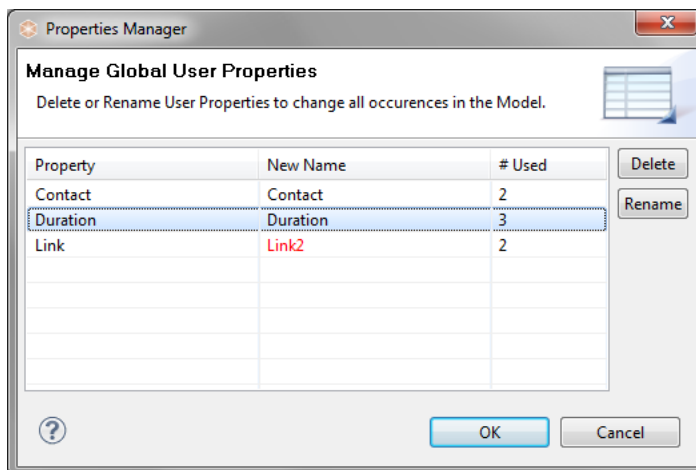 Properties Manager
Manage Global User Properties
Delete or Rename User Properties to change all occurences in the Model.
Property New Name # Used
Contact Contact 2
Duration Duration 3
Link Link2 2
Delete
Rename
OK Cancel